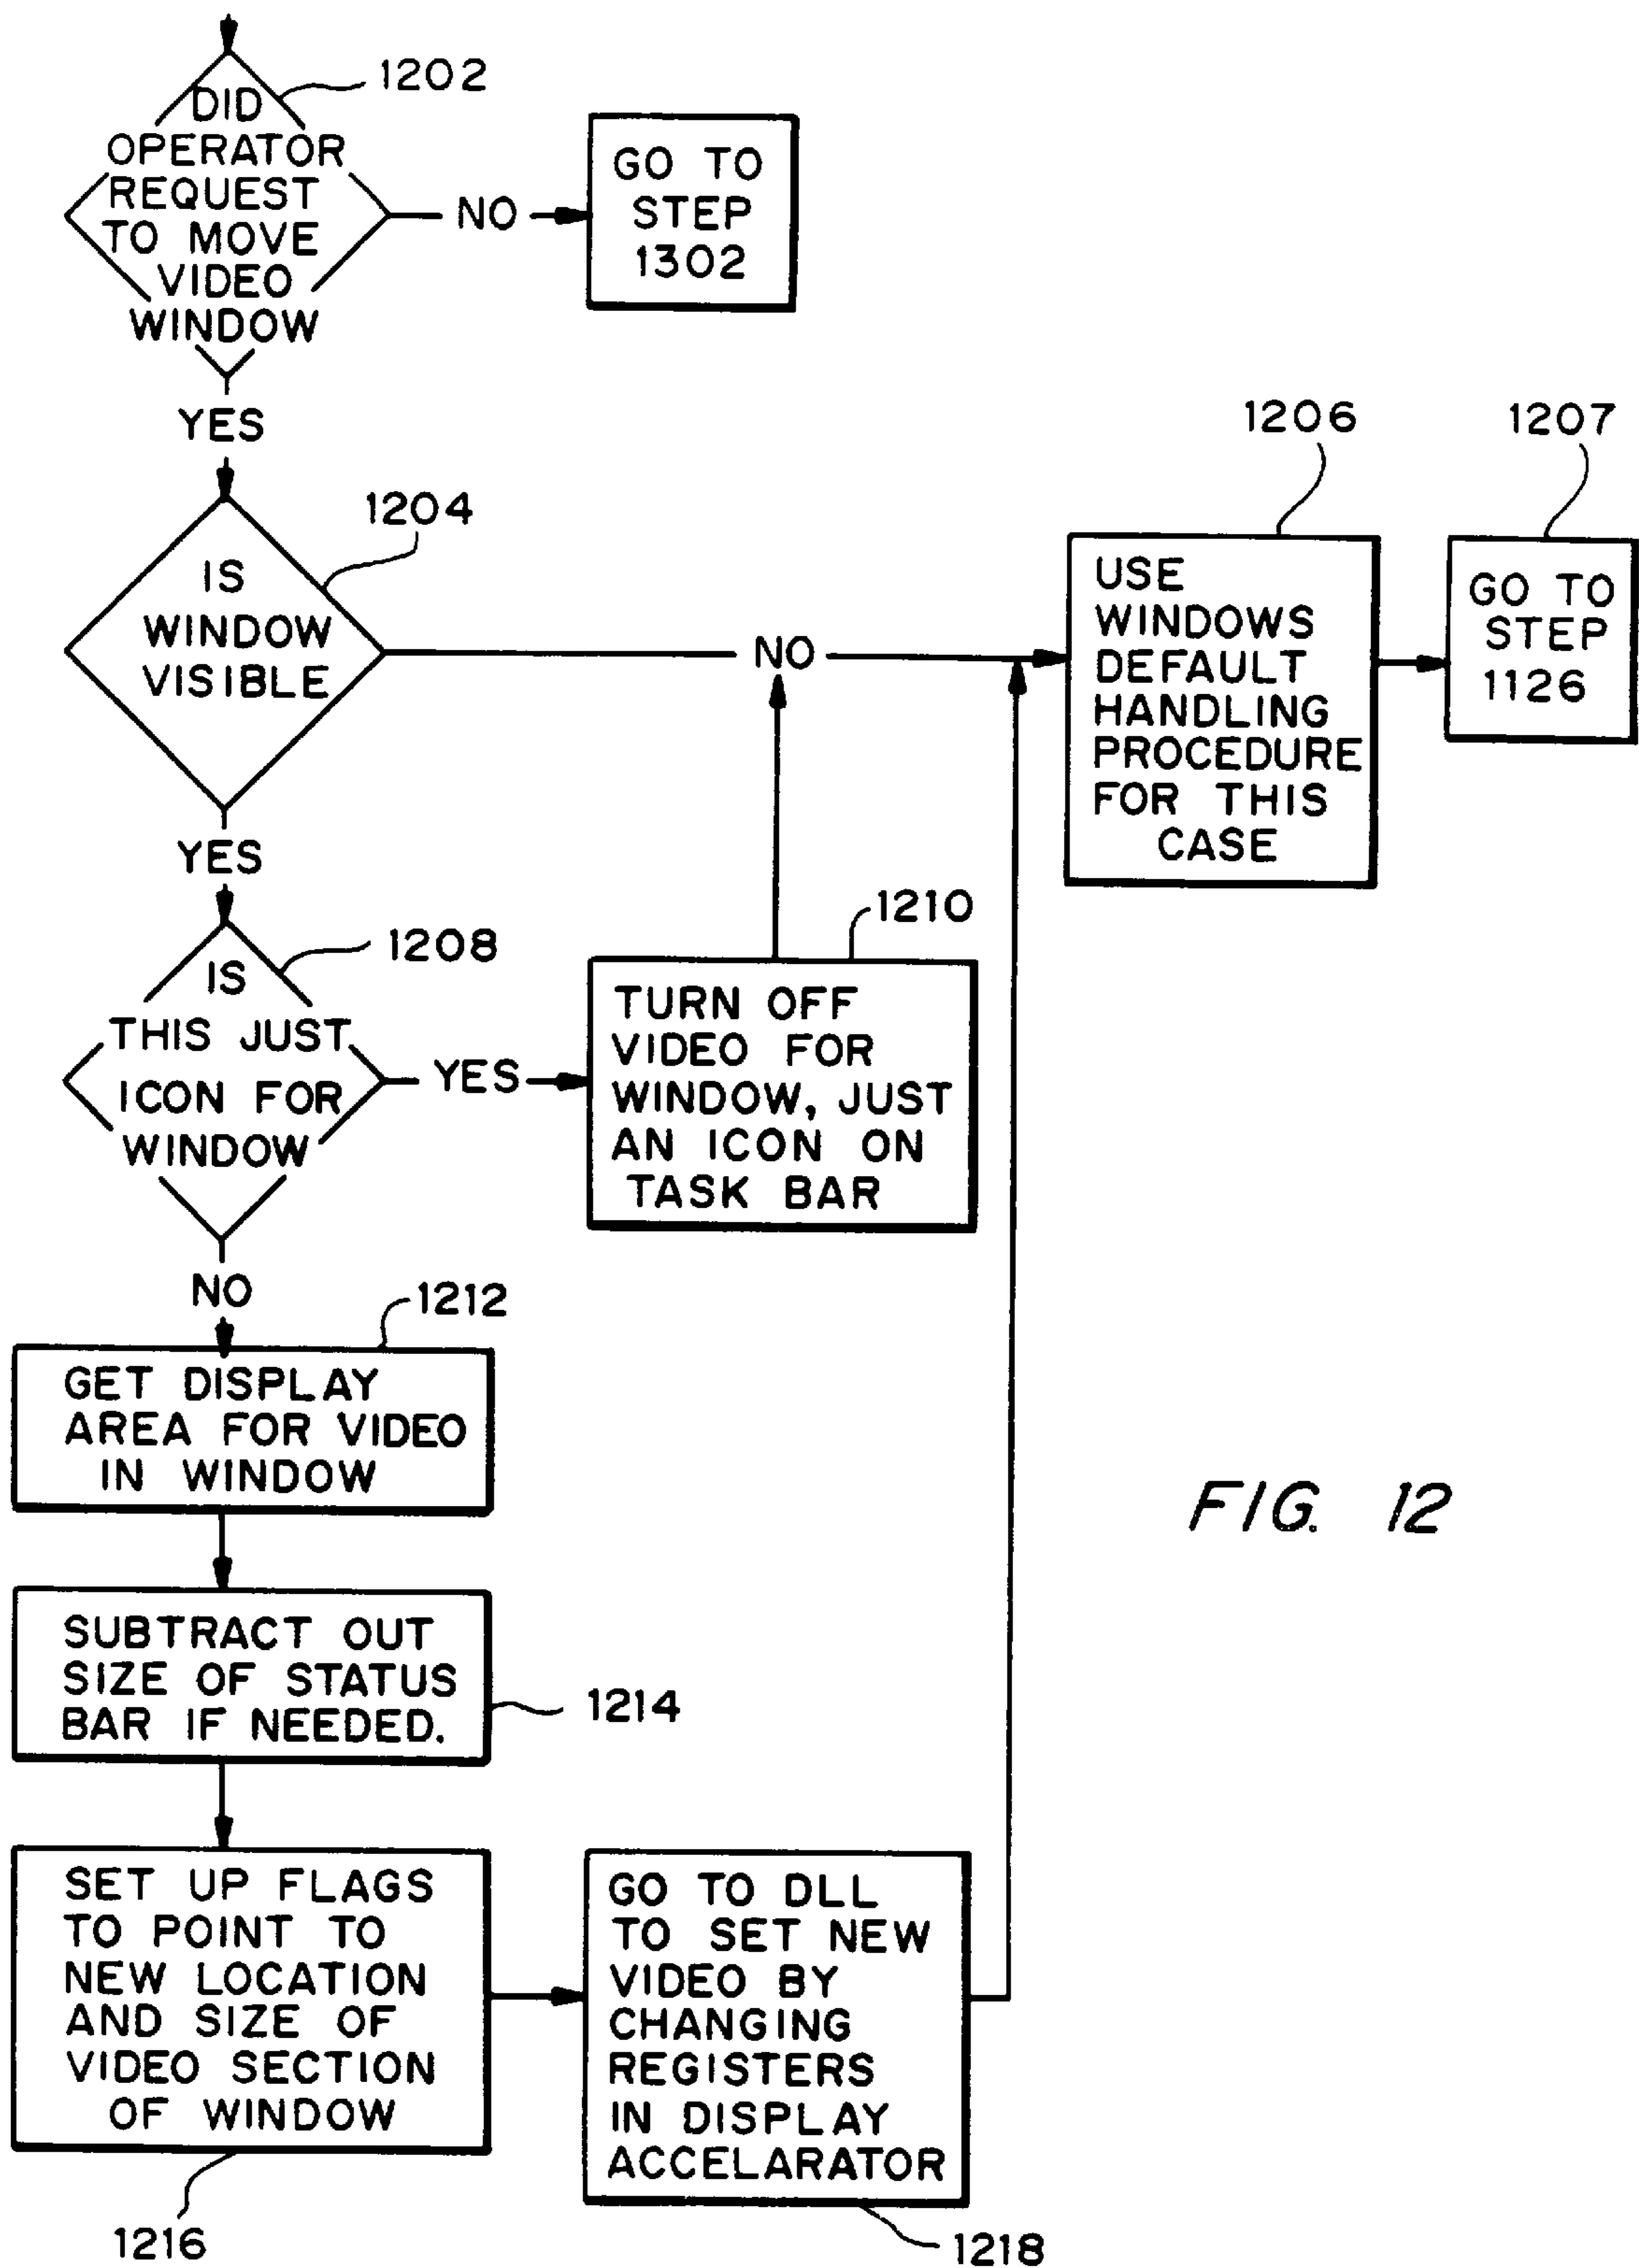 1202
DID
OPERATOR
REQUEST
TO MOVE
VIDEO
WINDOW
NO
GO TO
STEP
1302
YES
1204
IS
WINDOW
VISIBLE
NO
1206
USE
WINDOWS
DEFAULT
HANDLING
PROCEDURE
FOR THIS
CASE
1207
GO TO
STEP
1126
YES
1208
IS
THIS JUST
ICON FOR
WINDOW
YES
1210
TURN OFF
VIDEO FOR
WINDOW, JUST
AN ICON ON
TASK BAR
NO
1212
GET DISPLAY
AREA FOR VIDEO
IN WINDOW
SUBTRACT OUT
SIZE OF STATUS
BAR IF NEEDED.
1214
SET UP FLAGS
TO POINT TO
NEW LOCATION
AND SIZE OF
VIDEO SECTION
OF WINDOW
1216
GO TO DLL
TO SET NEW
VIDEO BY
CHANGING
REGISTERS
IN DISPLAY
ACCELARATOR
1218
FIG. 12